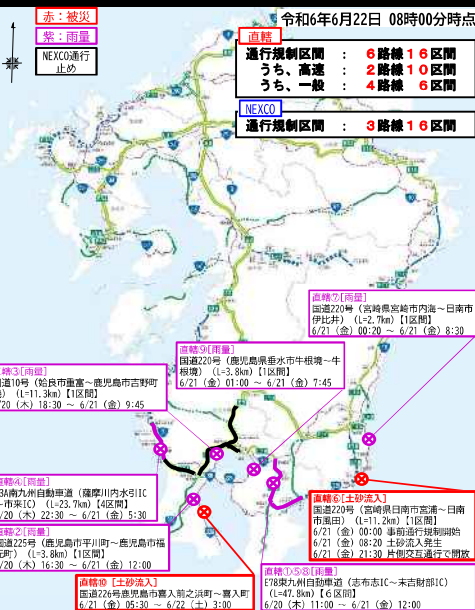 赤：被災
紫：雨量
NEXCO通行
止め
令和6年6月22日 08時00分時点
直轄
通行規制区間 ： 6路線16区間
うち、高速 ： 2路線10区間
うち、一般 ： 4路線 6区間
NEXCO
通行規制区間 ： 3路線16区間
直轄⑦[雨量]
国道220号（宮崎県宮崎市内海～日南市
伊比井）（L=2.7km）【1区間】
6/21（金）00:20 ～ 6/21（金）8:30
直轄⑨[雨量]
国道220号（鹿児島県垂水市牛根境～牛
根境）（L=3.8km）【1区間】
6/21（金）01:00 ～ 6/21（金）7:45
轄③[雨量]
道10号（姶良市重富～鹿児島市吉野町
）（L=11.3km）【1区間】
/20（木）18:30 ～ 6/21（金）9:45
直轄④[雨量]
3A南九州自動車道（薩摩川内水引IC
～市来IC）（L=23.7km）【4区間】
/20（木）22:30 ～ 6/21（金）5:30
直轄②[雨量]
道225号（鹿児島市平川町～鹿児島市福
元町）（L=3.8km）【1区間】
/20（木）16:30 ～ 6/21（金）12:00
直轄⑥[土砂流入]
国道220号（宮崎県日南市宮浦～日南
市風田）（L=11.2km）【1区間】
6/21（金）00:00 事前通行規制開始
6/21（金）08:20 土砂流入発生
6/21（金）21:30 片側交互通行で開放
直轄⑩ [土砂流入]
国道226号鹿児島市喜入前之浜町～喜入町
6/21（金）05:30 ～ 6/22（土）3:00
直轄①⑤⑧[雨量]
E78東九州自動車道（志布志IC～末吉財部IC）
（L=47.8km）【6区間】
6/20（木）11:00 ～ 6/21（金）12:00